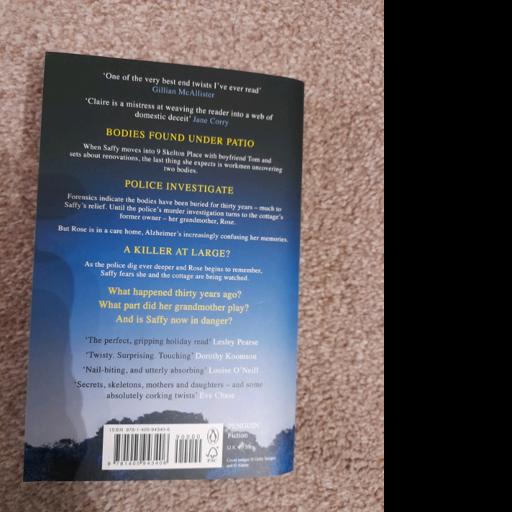 'One of the very best end twists I've ever read'
Gillian McAllister
'Claire is a mistress at weaving the reader into a web of
domestic deceit' Jane Corry
BODIES FOUND UNDER PATIO
When Saffy moves into 9 Skelton Place with boyfriend Tom and
sets about renovations, the last thing she expects is workmen uncovering
two bodies.
POLICE INVESTIGATE
Forensics indicate the bodies have been buried for thirty years – much to
Saffy's relief. Until the police's murder investigation turns to the cottage's
former owner – her grandmother, Rose.
But Rose is in a care home, Alzheimer's increasingly confusing her memories.
A KILLER AT LARGE?
As the police dig ever deeper and Rose begins to remember,
Saffy fears she and the cottage are being watched.
What happened thirty years ago?
What part did her grandmother play?
And is Saffy now in danger?
'The perfect, gripping holiday read' Lesley Pearse
'Twisty. Surprising. Touching' Dorothy Koomson
'Nail-biting, and utterly absorbing' Louise O'Neill
'Secrets, skeletons, mothers and daughters – and some
absolutely corking twists' Eve Chase
PENGUIN
Fiction
90000